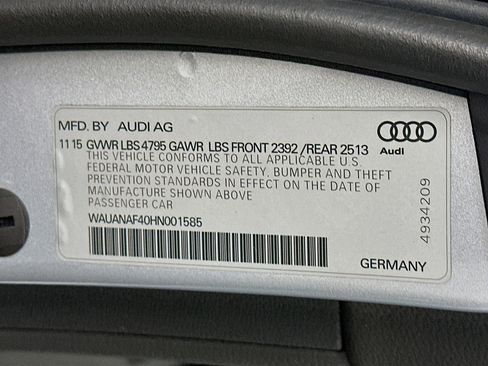 MFD. BY AUDI AG
11 15 GVWR LBS 4795 GAWR LBS FRONT 2392 /REAR 2513
THIS VEHICLE CONFORMS TO ALL APPLICABLE U.S.
FEDERAL MOTOR VEHICLE SAFETY, BUMPER AND THEFT
PREVENTION STANDARDS IN EFFECT ON THE DATE OF
MANUFACTURE SHOWN ABOVE
PASSENGER CAR
WAUANAF40HN001585
Audi
4934209
GERMANY